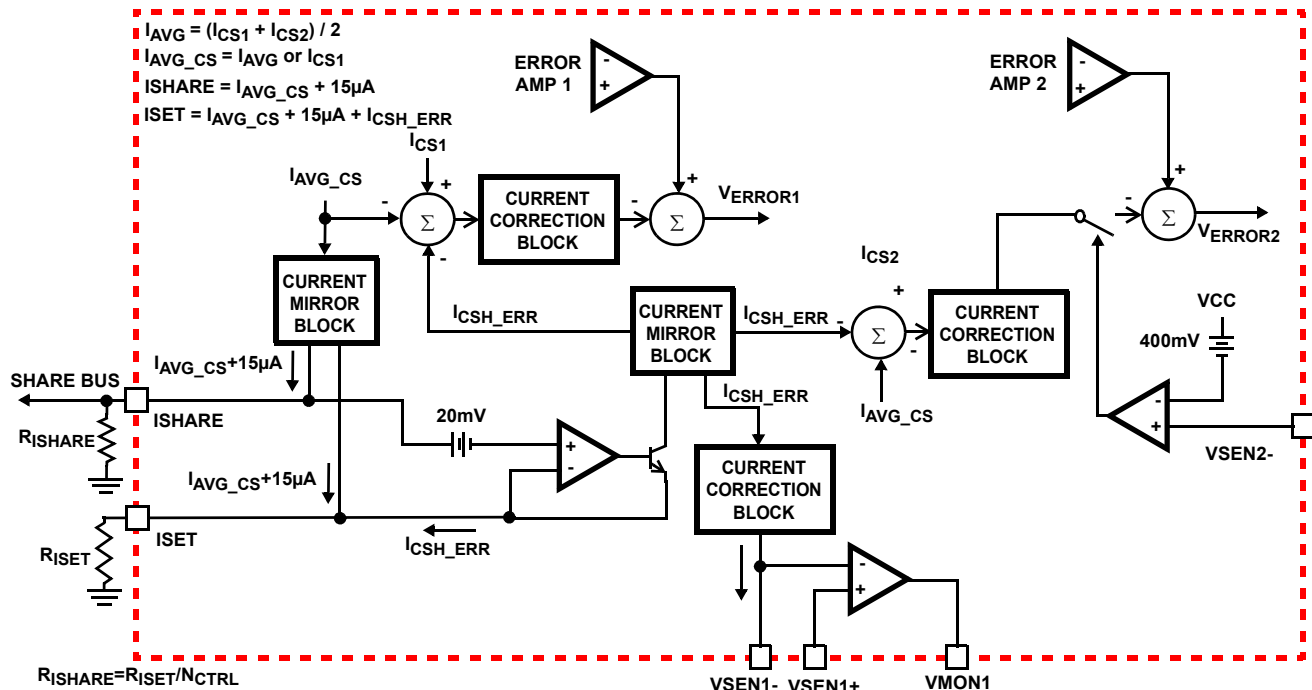 IAVG = (ICS1 + ICS2) / 2
IAVG_CS = IAVG or ICS1
ISHARE = IAVG_CS + 15µA
ISET = IAVG_CS + 15µA + ICSH_ERR
ICS1
IAVG_CS
+
-
Σ
-
CURRENT
CORRECTION
BLOCK
-
+
Σ
VERROR1
ERROR
AMP 1
-
+
ERROR
AMP 2
-
+
+
-
Σ
VERROR2
CURRENT
MIRROR
BLOCK
ICSH_ERR
CURRENT
MIRROR
BLOCK
ICSH_ERR
ICS2
+
-
Σ
-
IAVG_CS
CURRENT
CORRECTION
BLOCK
VCC
400mV
-
+
VSEN2-
IAVG_CS+15µA
SHARE BUS
ISHARE
RISHARE
20mV
+
-
ICSH_ERR
CURRENT
CORRECTION
BLOCK
IAVG_CS+15µA
ISET
RISET
ICSH_ERR
-
+
RISHARE=RISET/NCTRL
VSEN1-
VSEN1+
VMON1